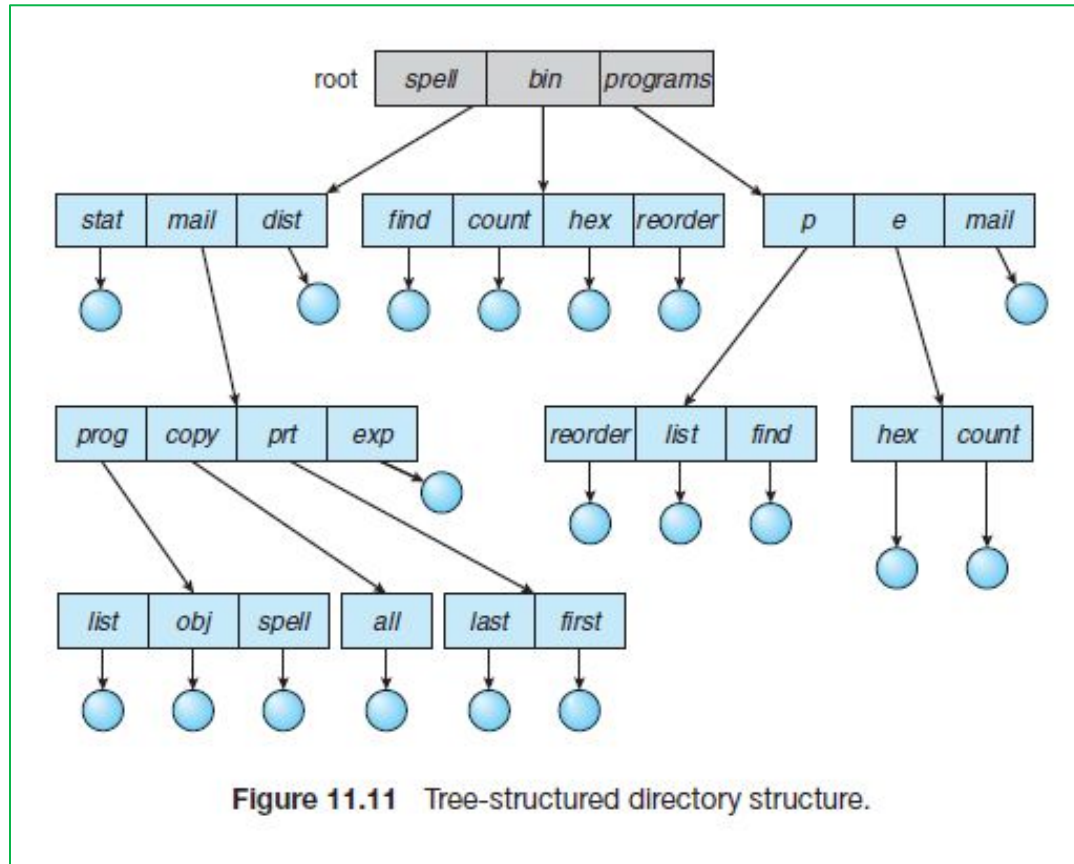 root spell bin programs
stat mail dist find count hex reorder p e mail
prog copy prt exp reorder list find hex count
list obj spell all last first
Figure 11.11 Tree-structured directory structure.